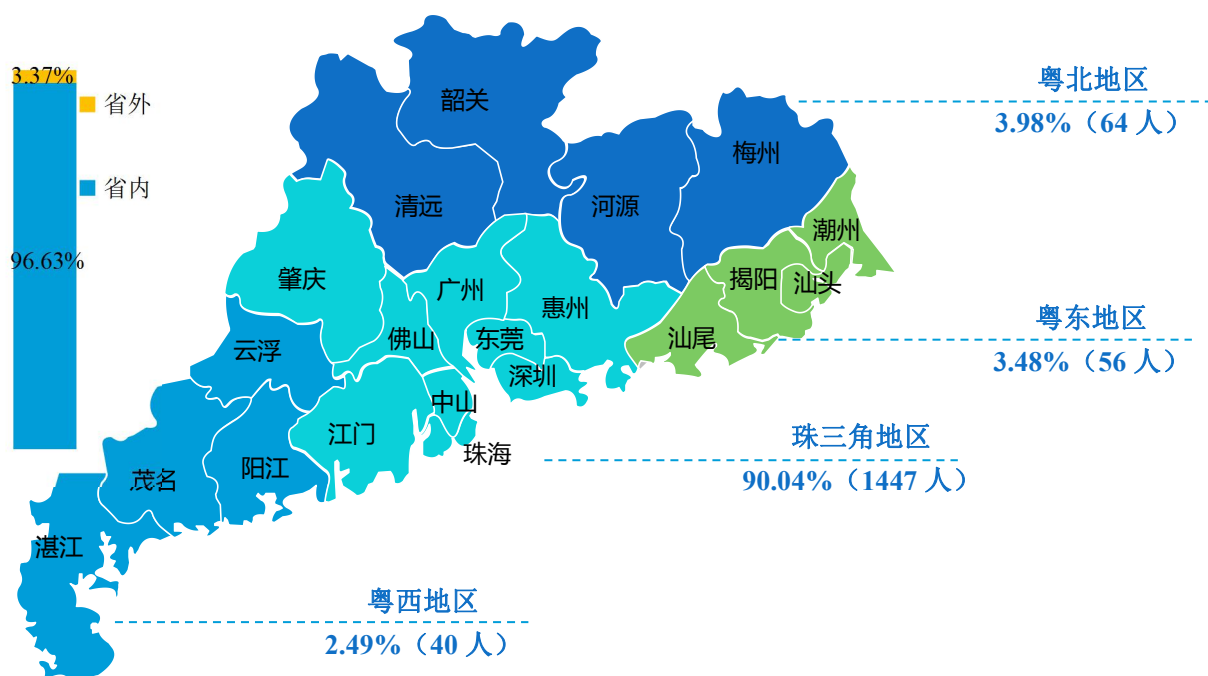 3.37%
省外
省内
96.63%
韶关
梅州
清远
河源
潮州
肇庆
广州
揭阳
汕头
惠州
云浮
佛山
东莞
汕尾
深圳
中山
江门
珠海
茂名
阳江
湛江
粤北地区
3.98%（64 人）
粤东地区
3.48%（56 人）
珠三角地区
90.04%（1447 人）
粤西地区
2.49%（40 人）